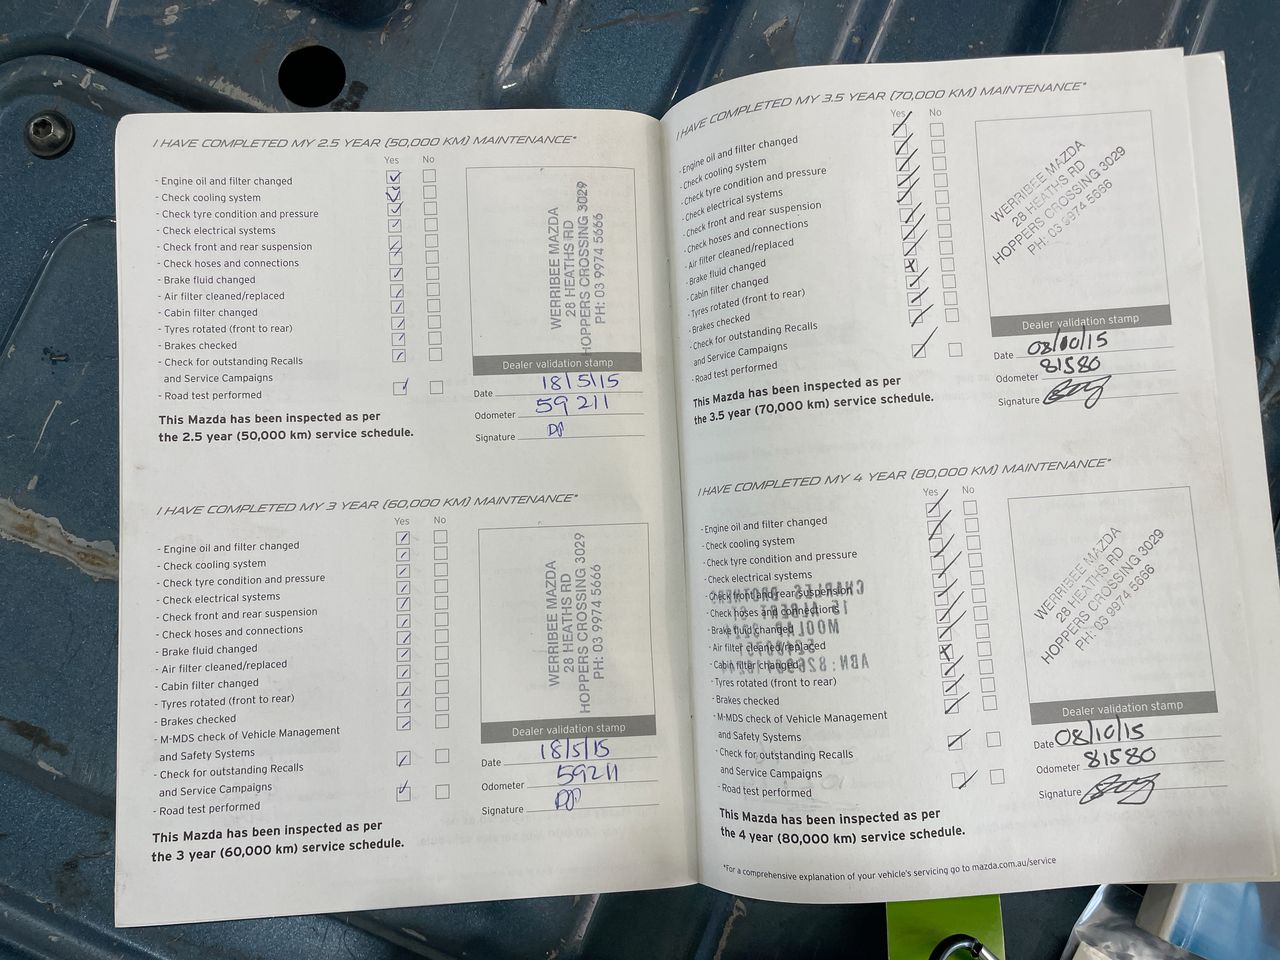 I HAVE COMPLETED MY 2.5 YEAR (50,000 KM) MAINTENANCE*
Yes No
- Engine oil and filter changed
- Check cooling system
- Check tyre condition and pressure
- Check electrical systems
- Check front and rear suspension
- Check hoses and connections
- Brake fluid changed
- Air filter cleaned/replaced
- Cabin filter changed
- Tyres rotated (front to rear)
- Brakes checked
- Check for outstanding Recalls
and Service Campaigns
- Road test performed
This Mazda has been inspected as per
the 2.5 year (50,000 km) service schedule.
WERRIBEE MAZDA
28 HEATHS RD
HOPPERS CROSSING 3029
PH: 03 9974 5666
Dealer validation stamp
Date 18/5/15
Odometer 59211
Signature DP
I HAVE COMPLETED MY 3 YEAR (60,000 KM) MAINTENANCE*
Yes No
- Engine oil and filter changed
- Check cooling system
- Check tyre condition and pressure
- Check electrical systems
- Check front and rear suspension
- Check hoses and connections
- Brake fluid changed
- Air filter cleaned/replaced
- Cabin filter changed
- Tyres rotated (front to rear)
- Brakes checked
- M-MDS check of Vehicle Management
and Safety Systems
- Check for outstanding Recalls
and Service Campaigns
- Road test performed
This Mazda has been inspected as per
the 3 year (60,000 km) service schedule.
WERRIBEE MAZDA
28 HEATHS RD
HOPPERS CROSSING 3029
PH: 03 9974 5666
Dealer validation stamp
Date 18/5/15
Odometer 59211
Signature DP
I HAVE COMPLETED MY 3.5 YEAR (70,000 KM) MAINTENANCE*
Yes No
- Engine oil and filter changed
- Check cooling system
- Check tyre condition and pressure
- Check electrical systems
- Check front and rear suspension
- Check hoses and connections
- Air filter cleaned/replaced
- Brake fluid changed
- Cabin filter changed
- Tyres rotated (front to rear)
- Brakes checked
- Check for outstanding Recalls
and Service Campaigns
- Road test performed
This Mazda has been inspected as per
the 3.5 year (70,000 km) service schedule.
WERRIBEE MAZDA
28 HEATHS RD
HOPPERS CROSSING 3029
PH: 03 9974 5666
Dealer validation stamp
Date 08/10/15
Odometer 81580
Signature
I HAVE COMPLETED MY 4 YEAR (80,000 KM) MAINTENANCE*
Yes No
- Engine oil and filter changed
- Check cooling system
- Check tyre condition and pressure
- Check electrical systems
- Check front and rear suspension
- Check hoses and connections
- Brake fluid changed
- Air filter cleaned/replaced
- Cabin filter changed
- Tyres rotated (front to rear)
- Brakes checked
- M-MDS check of Vehicle Management
and Safety Systems
- Check for outstanding Recalls
and Service Campaigns
- Road test performed
This Mazda has been inspected as per
the 4 year (80,000 km) service schedule.
WERRIBEE MAZDA
28 HEATHS RD
HOPPERS CROSSING 3029
PH: 03 9974 5666
Dealer validation stamp
Date 08/10/15
Odometer 81580
Signature
*For a comprehensive explanation of your vehicle's servicing go to mazda.com.au/service